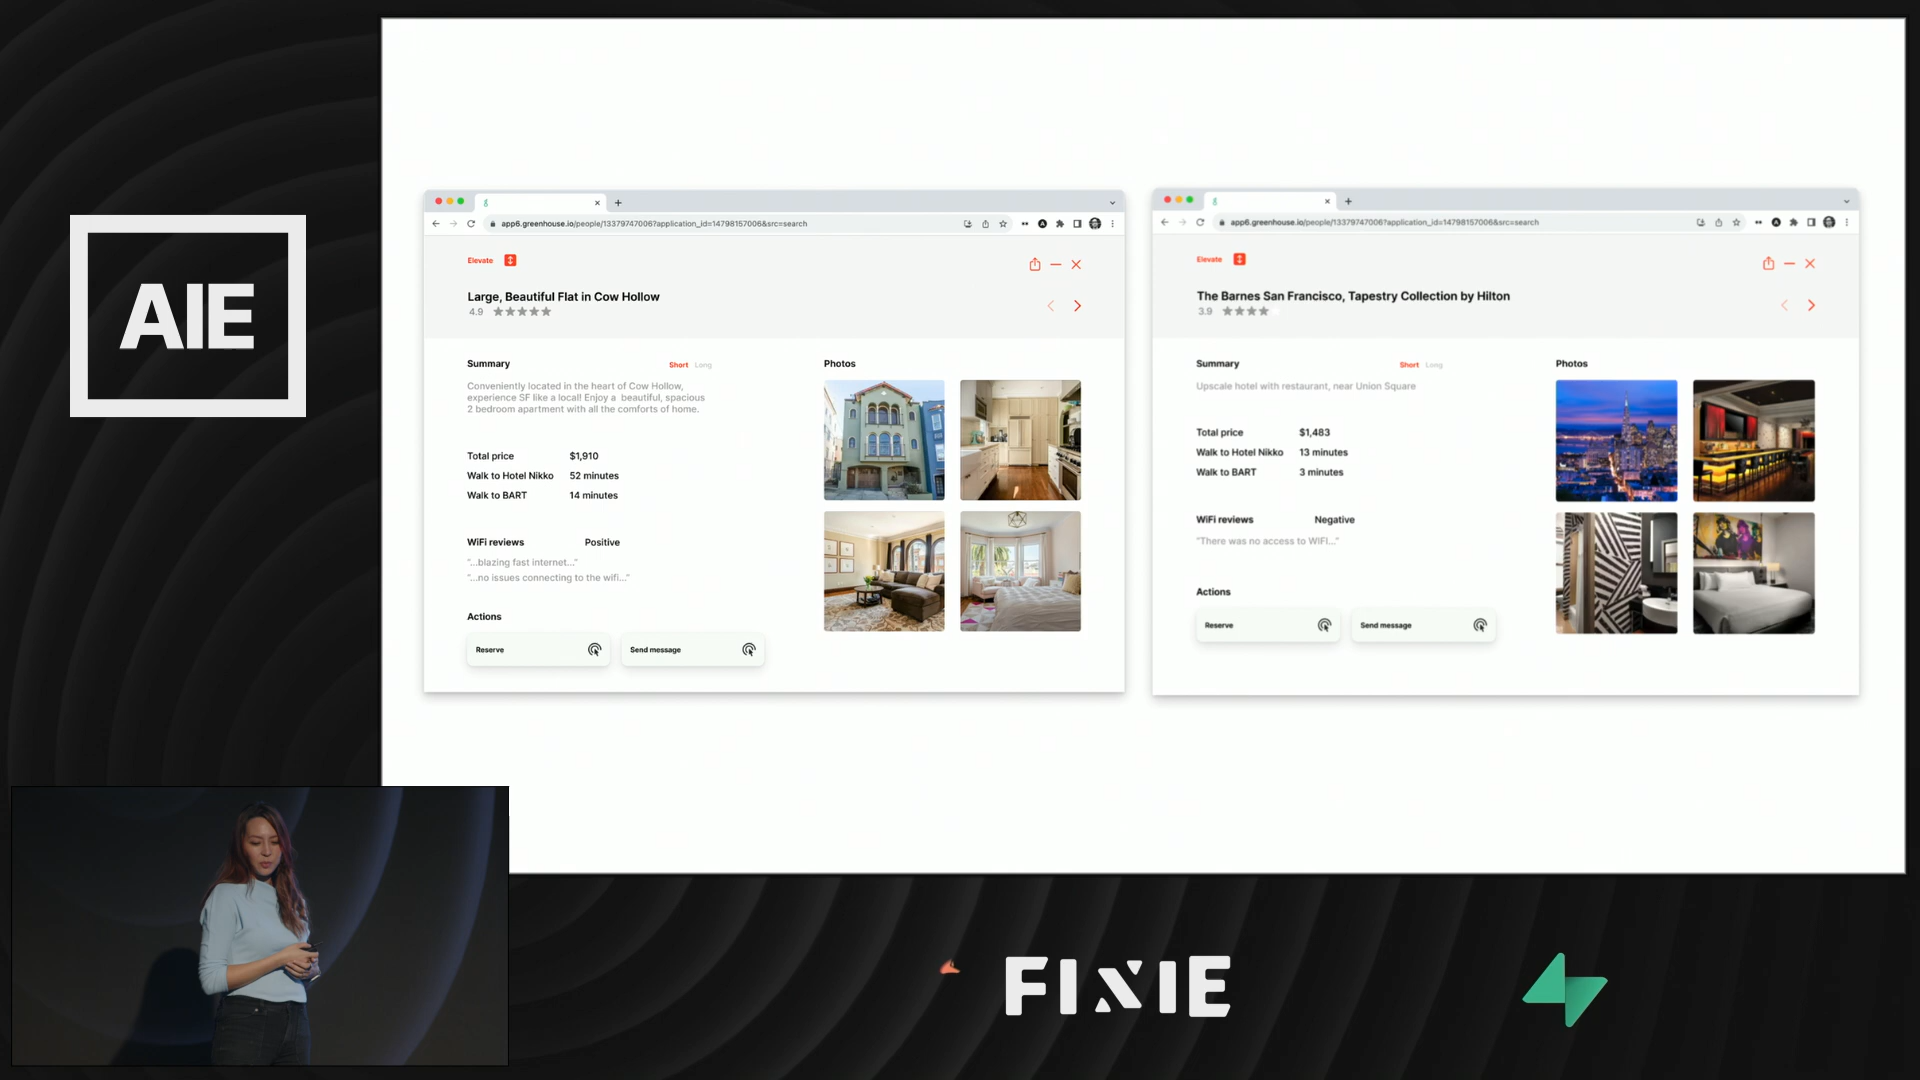 AIE
app6.greenhouse.io/people/13379747006?application_id=14798157006&src=search
Elevate
Large, Beautiful Flat in Cow Hollow
4.9
Summary
Short Long
Conveniently located in the heart of Cow Hollow,
experience SF like a local! Enjoy a beautiful, spacious
2 bedroom apartment with all the comforts of home.
Total price $1,910
Walk to Hotel Nikko 52 minutes
Walk to BART 14 minutes
WiFi reviews Positive
"...blazing fast internet..."
"...no issues connecting to the wifi..."
Actions
Reserve
Send message
Photos
app6.greenhouse.io/people/13379747006?application_id=14798157006&src=search
Elevate
The Barnes San Francisco, Tapestry Collection by Hilton
3.9
Summary
Short Long
Upscale hotel with restaurant, near Union Square
Total price $1,483
Walk to Hotel Nikko 13 minutes
Walk to BART 3 minutes
WiFi reviews Negative
"There was no access to WIFI..."
Actions
Reserve
Send message
Photos
FIXIE